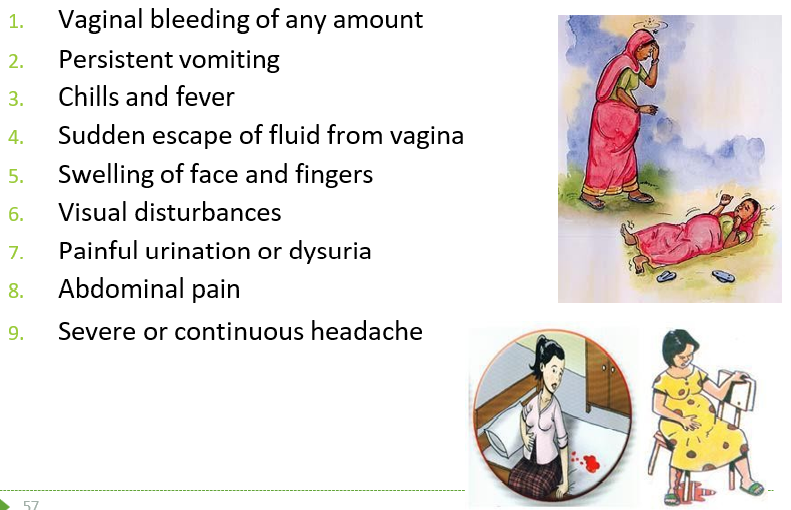 1. Vaginal bleeding of any amount
2. Persistent vomiting
3. Chills and fever
4. Sudden escape of fluid from vagina
5. Swelling of face and fingers
6. Visual disturbances
7. Painful urination or dysuria
8. Abdominal pain
9. Severe or continuous headache
57